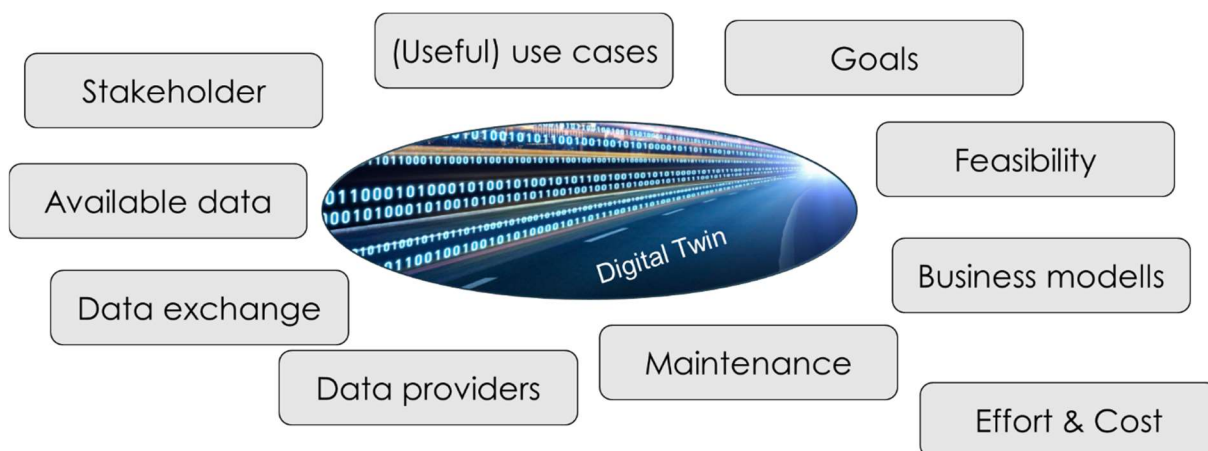 (Useful) use cases
Goals
Stakeholder
Feasibility
Available data
Digital Twin
Business modells
Data exchange
Maintenance
Data providers
Effort & Cost